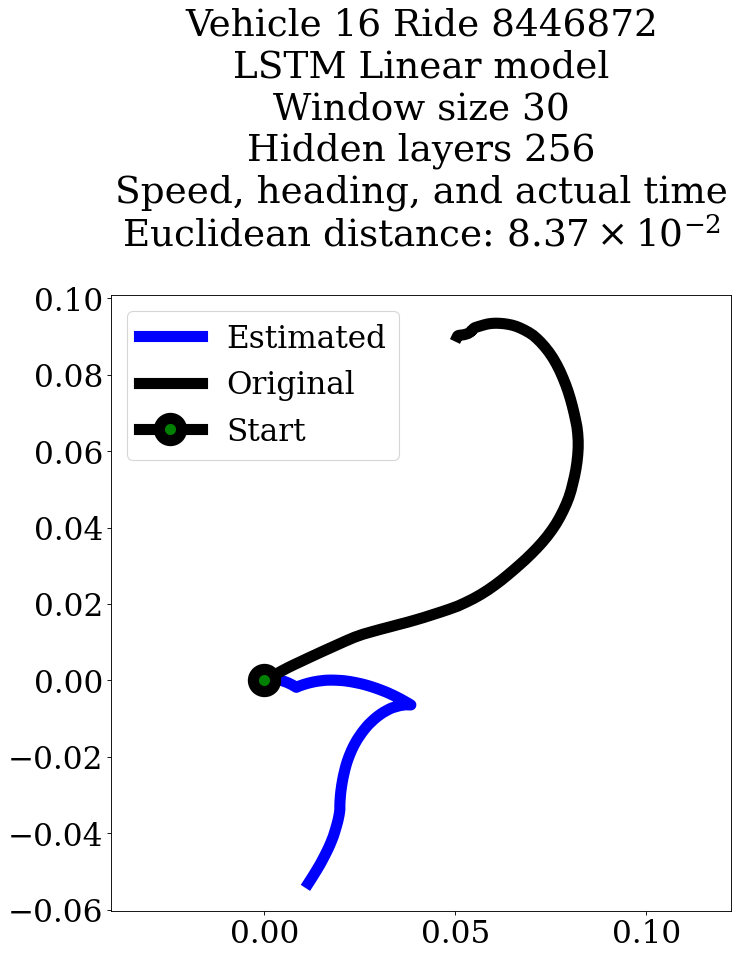 Vehicle 16 Ride 8446872
LSTM Linear model
Window size 30
Hidden layers 256
Speed, heading, and actual time
Euclidean distance: 8.37 × 10⁻²
Estimated
Original
Start
0.10
0.08
0.06
0.04
0.02
0.00
−0.02
−0.04
−0.06
0.00 0.05 0.10